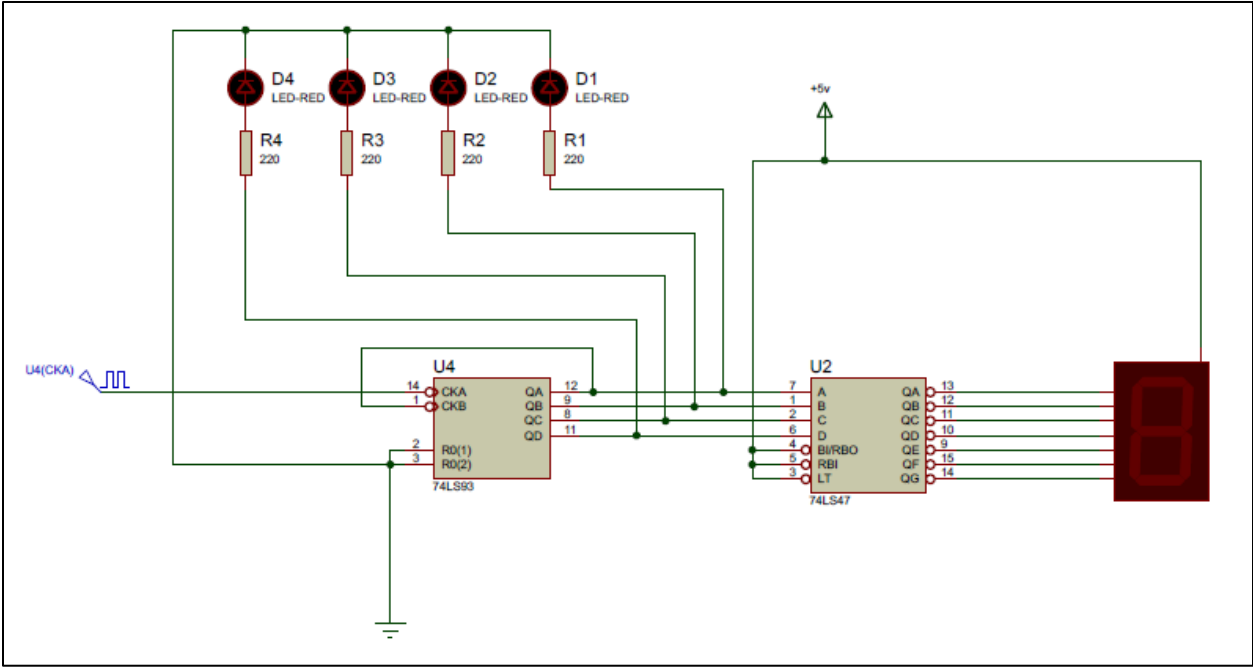 D4
LED-RED
D3
LED-RED
D2
LED-RED
D1
LED-RED
+5v
R4
220
R3
220
R2
220
R1
220
U4(CKA)
U4
14 CKA QA 12
1 CKB QB 9
QC 8
QD 11
2 R0(1)
3 R0(2)
74LS93
U2
7 A QA 13
1 B QB 12
2 C QC 11
6 D QD 10
4 BI/RBO QE 9
5 RBI QF 15
3 LT QG 14
74LS47